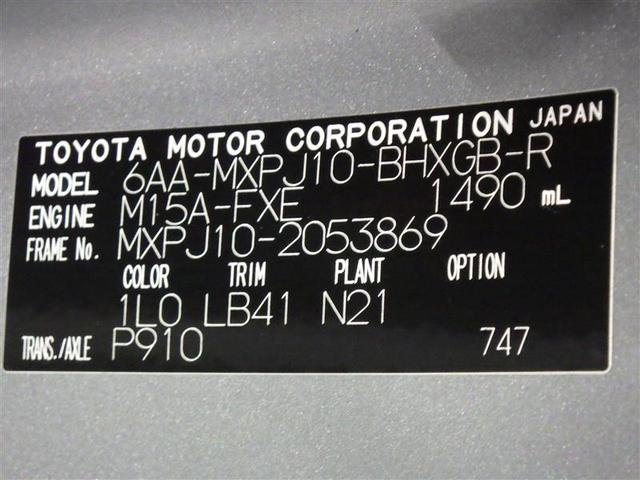 TOYOTA MOTOR CORPORATION JAPAN
MODEL 6AA-MXPJ10-BHXGB-R
ENGINE M15A-FXE 1490 mL
FRAME No. MXPJ10-2053869
COLOR TRIM PLANT OPTION
1L0 LB41 N21
TRANS./AXLE P910 747